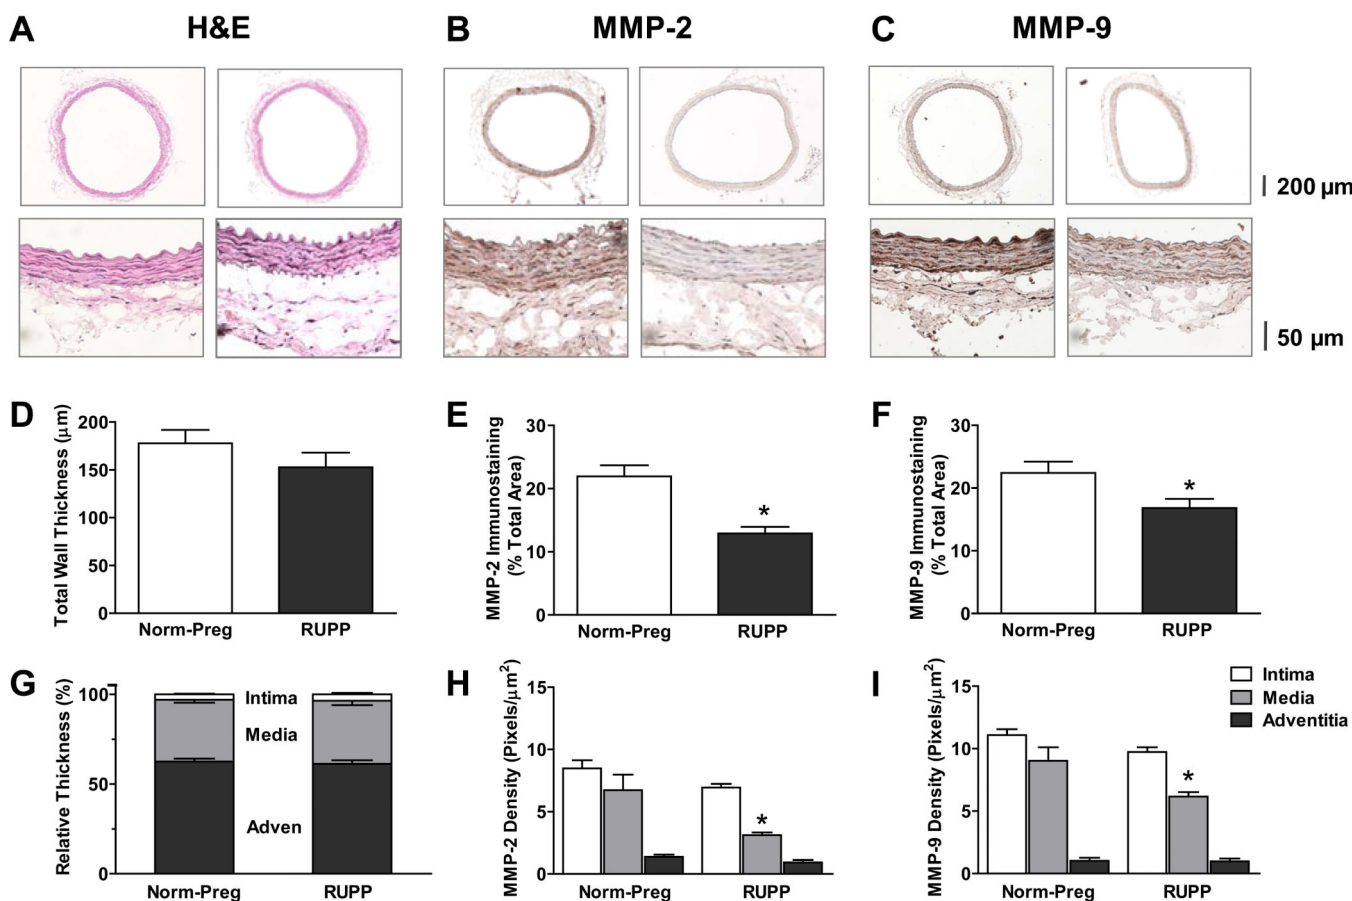 A H&E B MMP-2 C MMP-9
200 μm
50 μm
D
Total Wall Thickness (μm)
200
150
100
50
0
Norm-Preg RUPP
E
MMP-2 Immunostaining
(% Total Area)
30
20
10
0
*
Norm-Preg RUPP
F
MMP-9 Immunostaining
(% Total Area)
30
20
10
0
*
Norm-Preg RUPP
G
Relative Thickness (%)
100
50
0
Intima
Media
Adven
Norm-Preg RUPP
H
MMP-2 Density (Pixels/μm²)
15
10
5
0
*
Norm-Preg RUPP
I
MMP-9 Density (Pixels/μm²)
15
10
5
0
*
Norm-Preg RUPP
Intima
Media
Adventitia